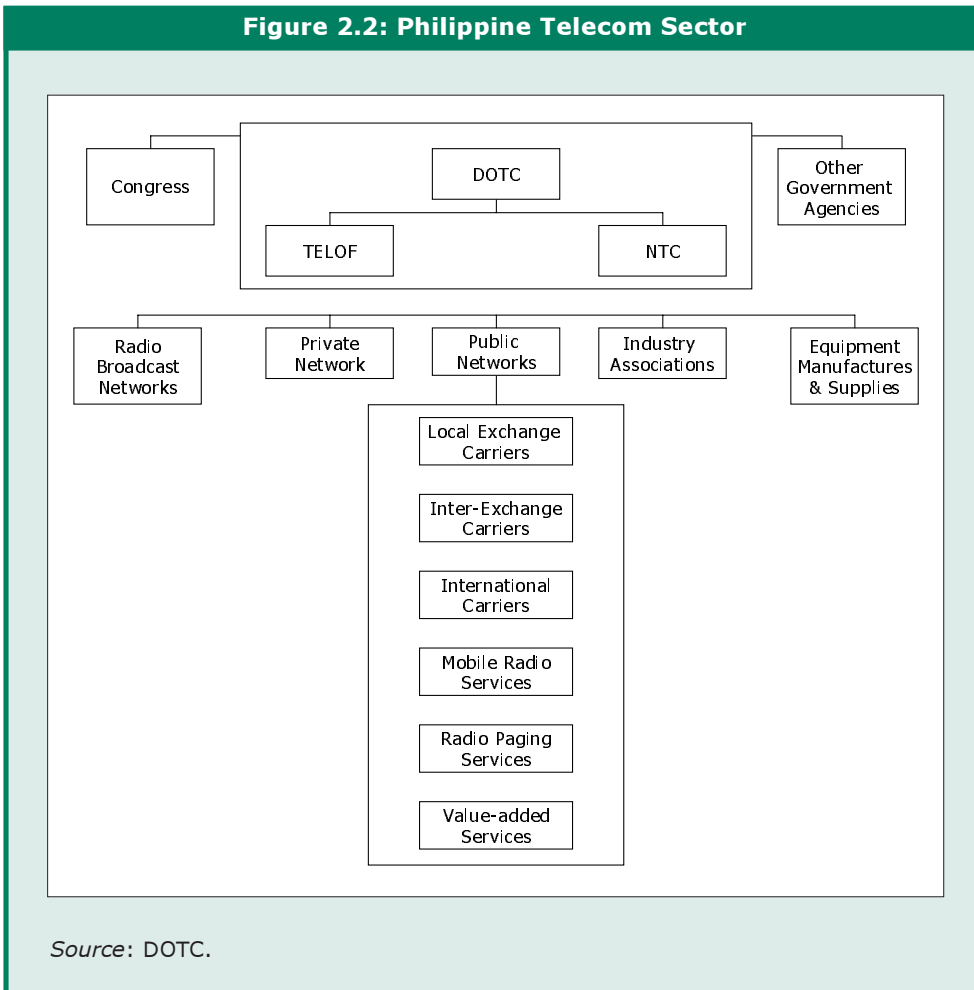 Figure 2.2: Philippine Telecom Sector
Congress
DOTC
Other
Government
Agencies
TELOF
NTC
Radio
Broadcast
Networks
Private
Network
Public
Networks
Industry
Associations
Equipment
Manufactures
& Supplies
Local Exchange
Carriers
Inter-Exchange
Carriers
International
Carriers
Mobile Radio
Services
Radio Paging
Services
Value-added
Services
Source: DOTC.